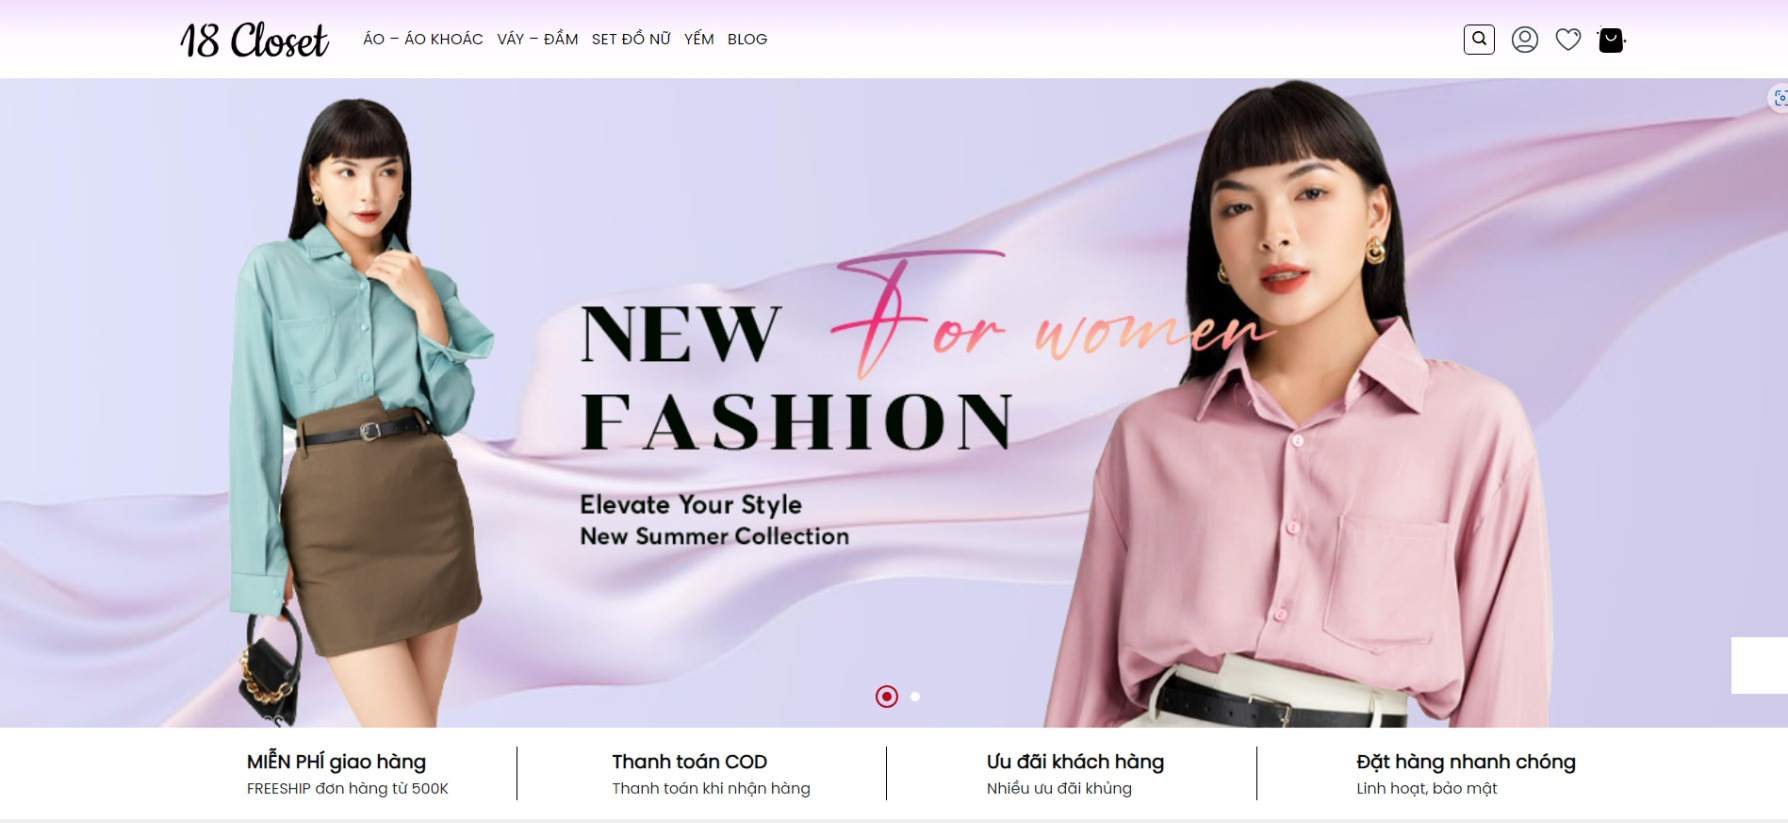 18 Closet
ÁO – ÁO KHOÁC VÁY – ĐẦM SET ĐỒ NỮ YẾM BLOG
NEW For women
FASHION
Elevate Your Style
New Summer Collection
MIỄN PHÍ giao hàng
FREESHIP đơn hàng từ 500K
Thanh toán COD
Thanh toán khi nhận hàng
Ưu đãi khách hàng
Nhiều ưu đãi khủng
Đặt hàng nhanh chóng
Linh hoạt, bảo mật